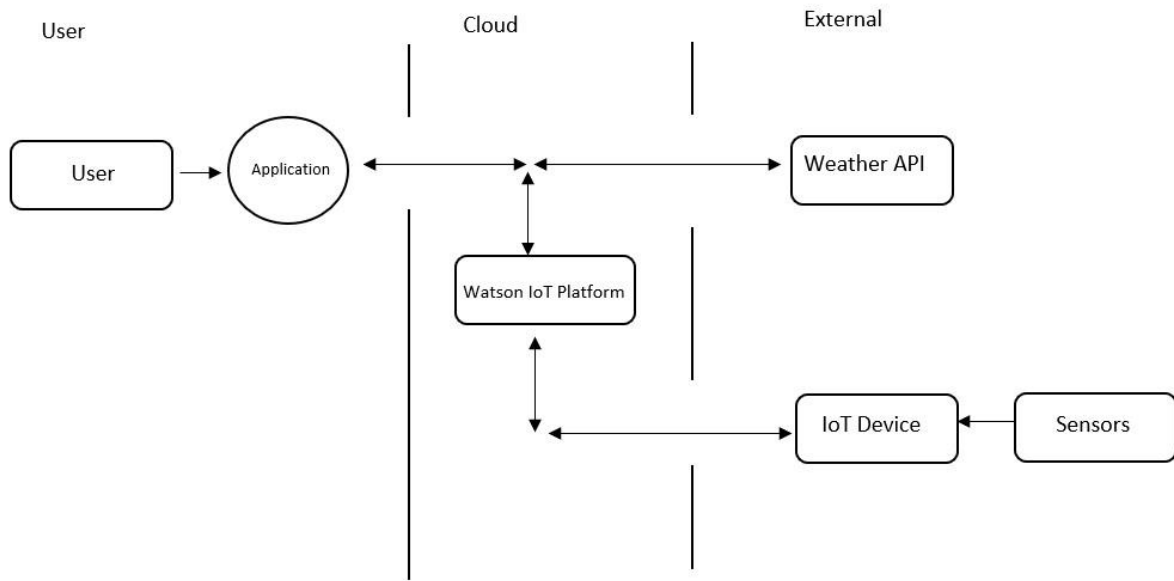 User
Cloud
External
User
Application
Weather API
Watson IoT Platform
IoT Device
Sensors